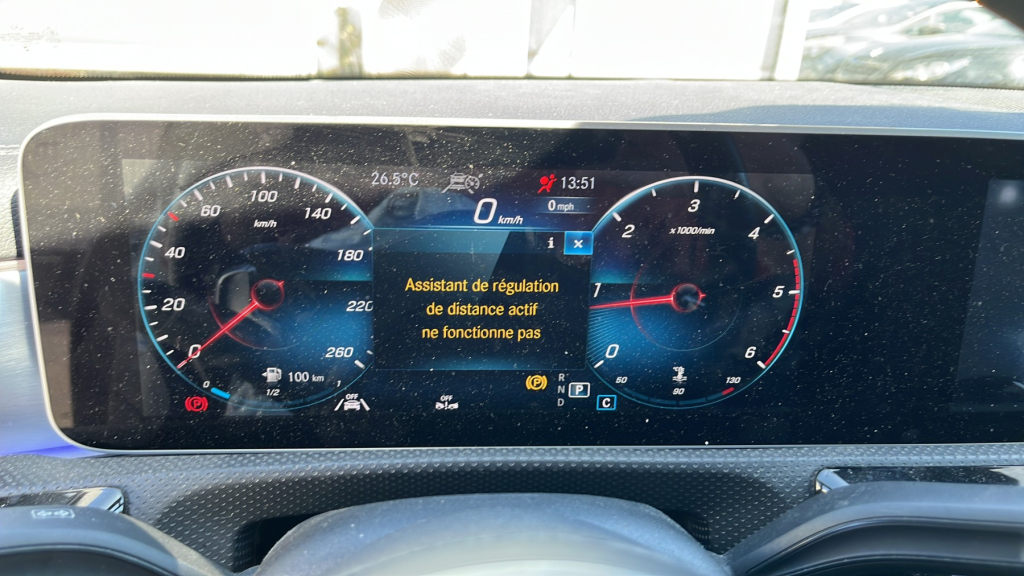 26.5°C
13:51
0 km/h
0 mph
i ×
Assistant de régulation
de distance actif
ne fonctionne pas
0
20
40
60
100
140
180
220
260
km/h
100 km
0 1/2 1
OFF
OFF
P
P
R
N
D
P
C
0
1
2
3
4
5
6
x1000/min
50 90 130